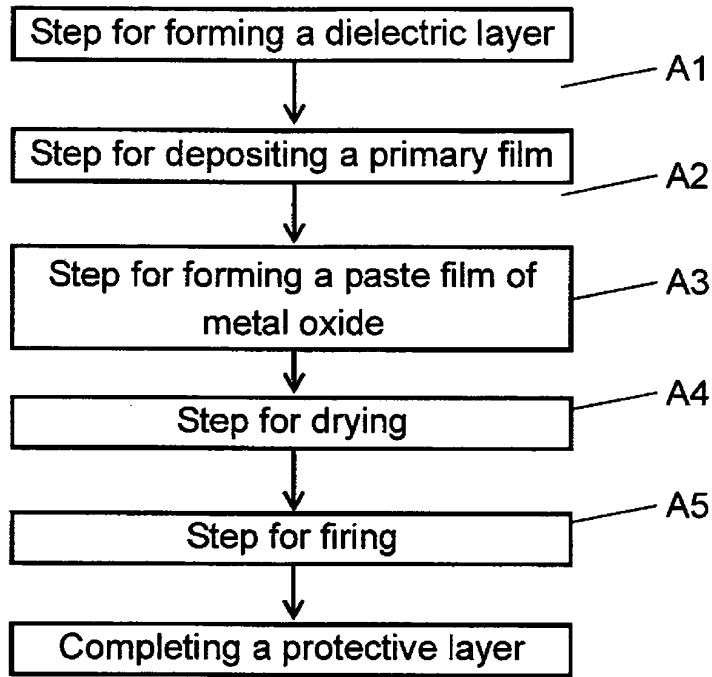 Step for forming a dielectric layer
A1
Step for depositing a primary film
A2
Step for forming a paste film of
metal oxide
A3
Step for drying
A4
Step for firing
A5
Completing a protective layer